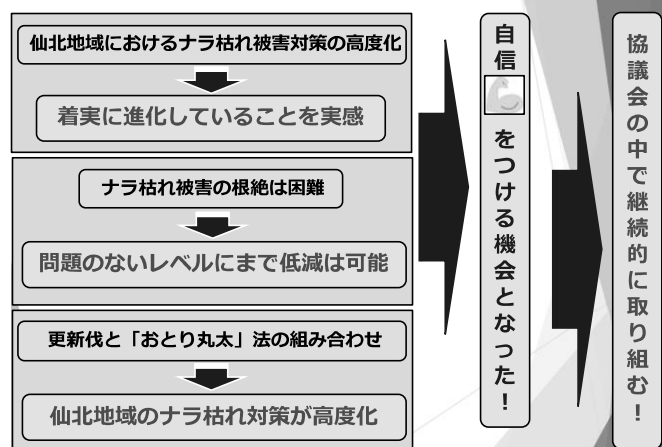 仙北地域におけるナラ枯れ被害対策の高度化
着実に進化していることを実感
ナラ枯れ被害の根絶は困難
問題のないレベルにまで低減は可能
更新伐と「おとり丸太」法の組み合わせ
仙北地域のナラ枯れ対策が高度化
自信💪をつける機会となった！
協議会の中で継続的に取り組む！